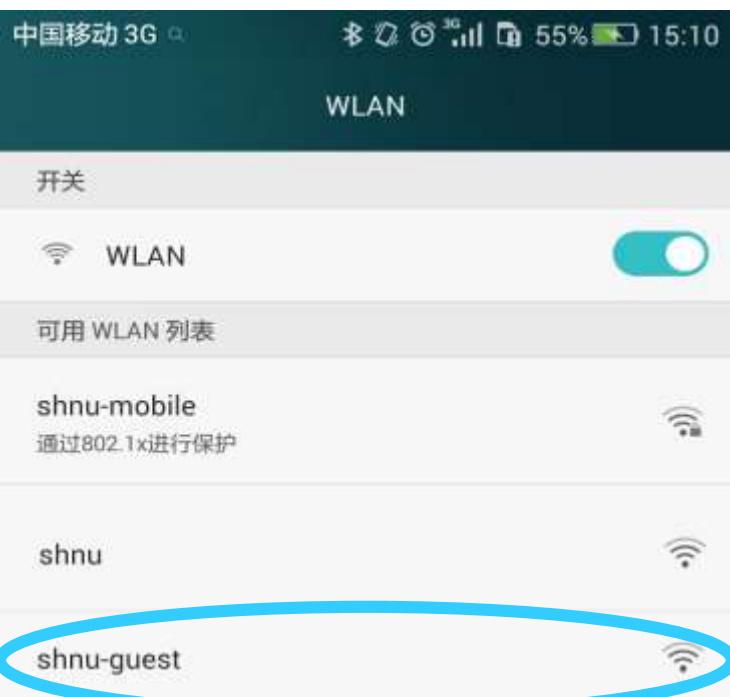 中国移动 3G 3G 55% 15:10
WLAN
开关
WLAN
可用 WLAN 列表
shnu-mobile
通过802.1x进行保护
shnu
shnu-guest